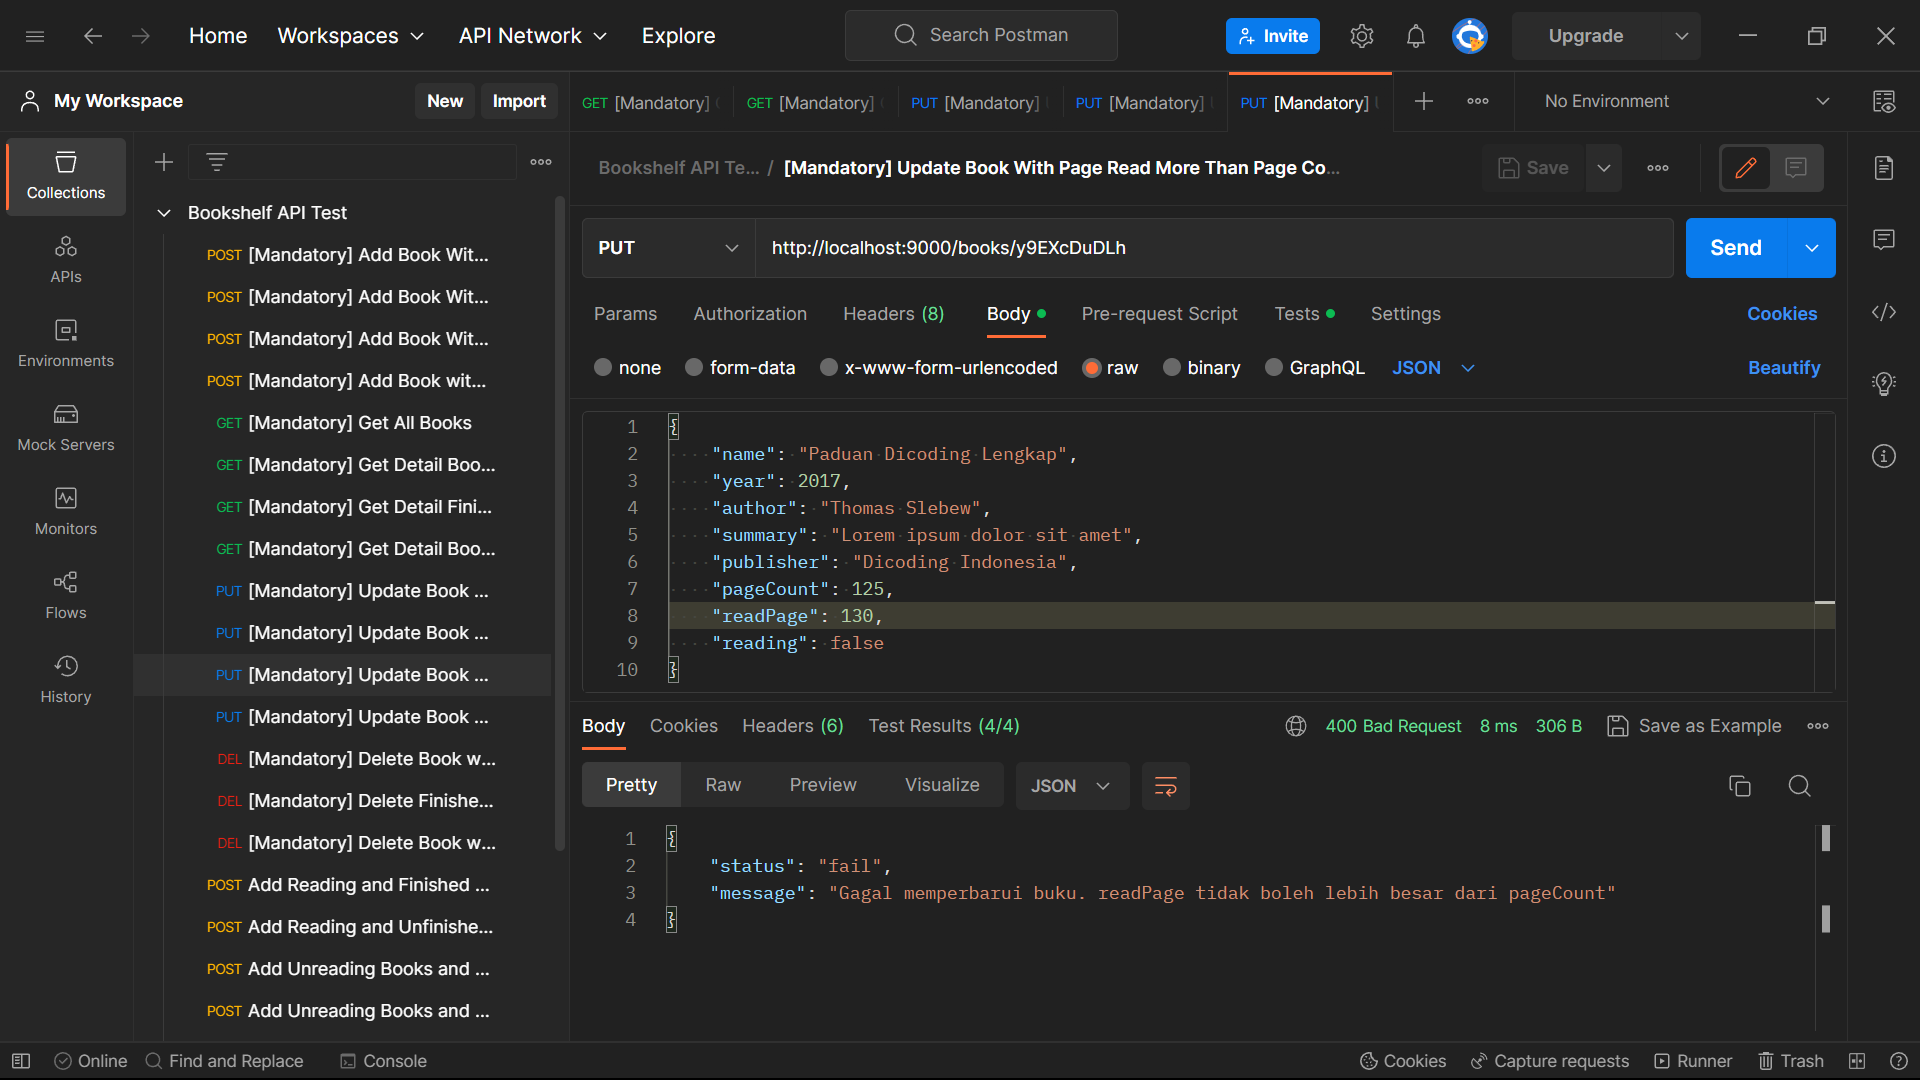 Home
Workspaces
API Network
Explore
Search Postman
Invite
Upgrade
My Workspace
New
Import
GET [Mandatory]
GET [Mandatory]
PUT [Mandatory]
PUT [Mandatory]
PUT [Mandatory]
No Environment
Collections
APIs
Environments
Mock Servers
Monitors
Flows
History
Bookshelf API Test
POST [Mandatory] Add Book Wit...
POST [Mandatory] Add Book Wit...
POST [Mandatory] Add Book Wit...
POST [Mandatory] Add Book wit...
GET [Mandatory] Get All Books
GET [Mandatory] Get Detail Boo...
GET [Mandatory] Get Detail Fini...
GET [Mandatory] Get Detail Boo...
PUT [Mandatory] Update Book ...
PUT [Mandatory] Update Book ...
PUT [Mandatory] Update Book ...
PUT [Mandatory] Update Book ...
DEL [Mandatory] Delete Book w...
DEL [Mandatory] Delete Finishe...
DEL [Mandatory] Delete Book w...
POST Add Reading and Finished ...
POST Add Reading and Unfinishe...
POST Add Unreading Books and ...
POST Add Unreading Books and ...
Bookshelf API Te... / [Mandatory] Update Book With Page Read More Than Page Co...
Save
PUT
http://localhost:9000/books/y9EXcDuDLh
Send
Params
Authorization
Headers (8)
Body
Pre-request Script
Tests
Settings
Cookies
none
form-data
x-www-form-urlencoded
raw
binary
GraphQL
JSON
Beautify
1 {
2 "name": "Paduan Dicoding Lengkap",
3 "year": 2017,
4 "author": "Thomas Slebew",
5 "summary": "Lorem ipsum dolor sit amet",
6 "publisher": "Dicoding Indonesia",
7 "pageCount": 125,
8 "readPage": 130,
9 "reading": false
10 }
Body
Cookies
Headers (6)
Test Results (4/4)
400 Bad Request
8 ms
306 B
Save as Example
Pretty
Raw
Preview
Visualize
JSON
1 {
2 "status": "fail",
3 "message": "Gagal memperbarui buku. readPage tidak boleh lebih besar dari pageCount"
4 }
Online
Find and Replace
Console
Cookies
Capture requests
Runner
Trash